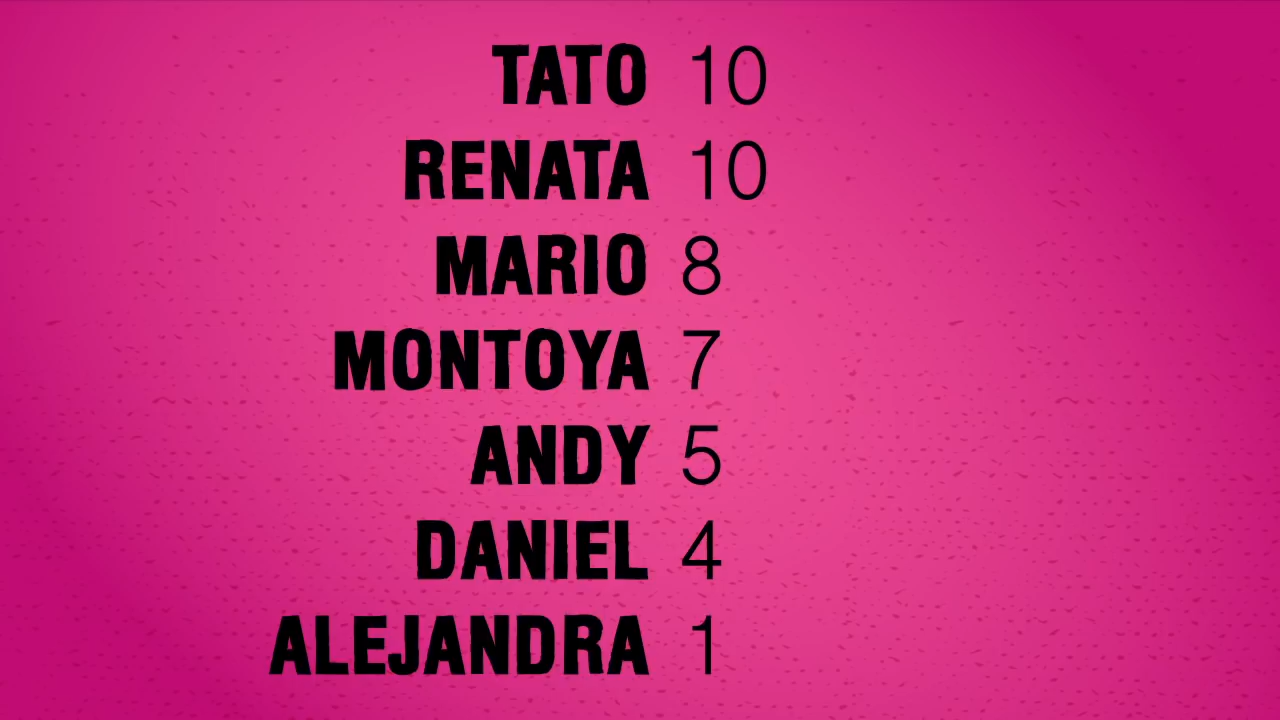 TATO 10
RENATA 10
MARIO 8
MONTOYA 7
ANDY 5
DANIEL 4
ALEJANDRA 1